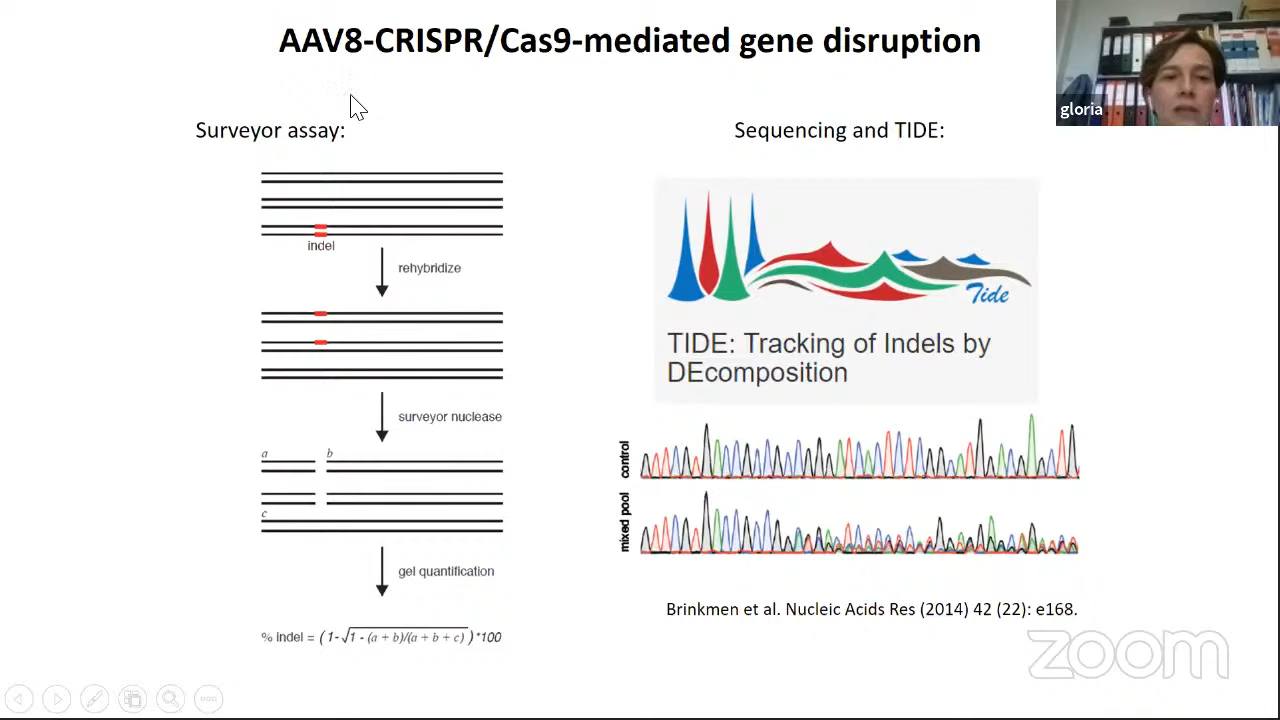 AAV8-CRISPR/Cas9-mediated gene disruption
gloria
Surveyor assay:
indel
rehybridize
surveyor nuclease
a
b
c
gel quantification
% indel = ( 1-√1 - (a + b)/(a + b + c) ) *100
Sequencing and TIDE:
Tide
TIDE: Tracking of Indels by
DEcomposition
control
mixed pool
Brinkmen et al. Nucleic Acids Res (2014) 42 (22): e168.
zoom